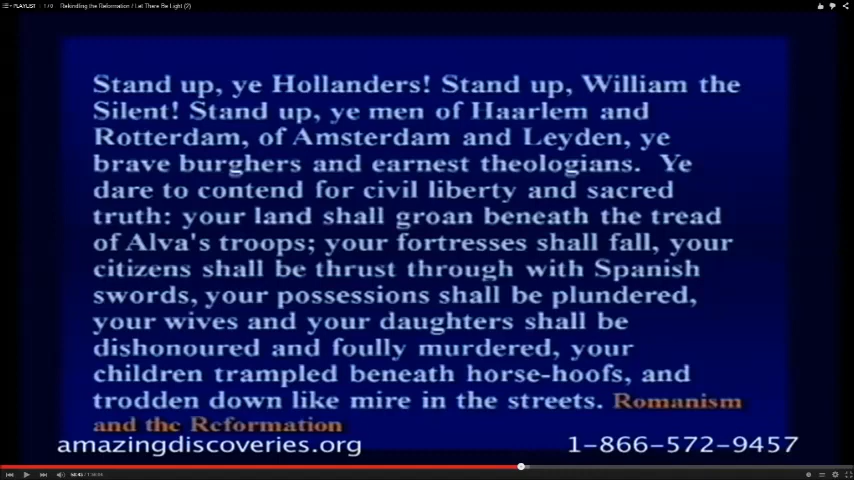 PLAYLIST 1/0 Rekindling the Reformation / Let There Be Light (2)
Stand up, ye Hollanders! Stand up, William the
Silent! Stand up, ye men of Haarlem and
Rotterdam, of Amsterdam and Leyden, ye
brave burghers and earnest theologians. Ye
dare to contend for civil liberty and sacred
truth: your land shall groan beneath the tread
of Alva's troops; your fortresses shall fall, your
citizens shall be thrust through with Spanish
swords, your possessions shall be plundered,
your wives and your daughters shall be
dishonoured and foully murdered, your
children trampled beneath horse-hoofs, and
trodden down like mire in the streets. Romanism
and the Reformation
amazingdiscoveries.org 1-866-572-9457